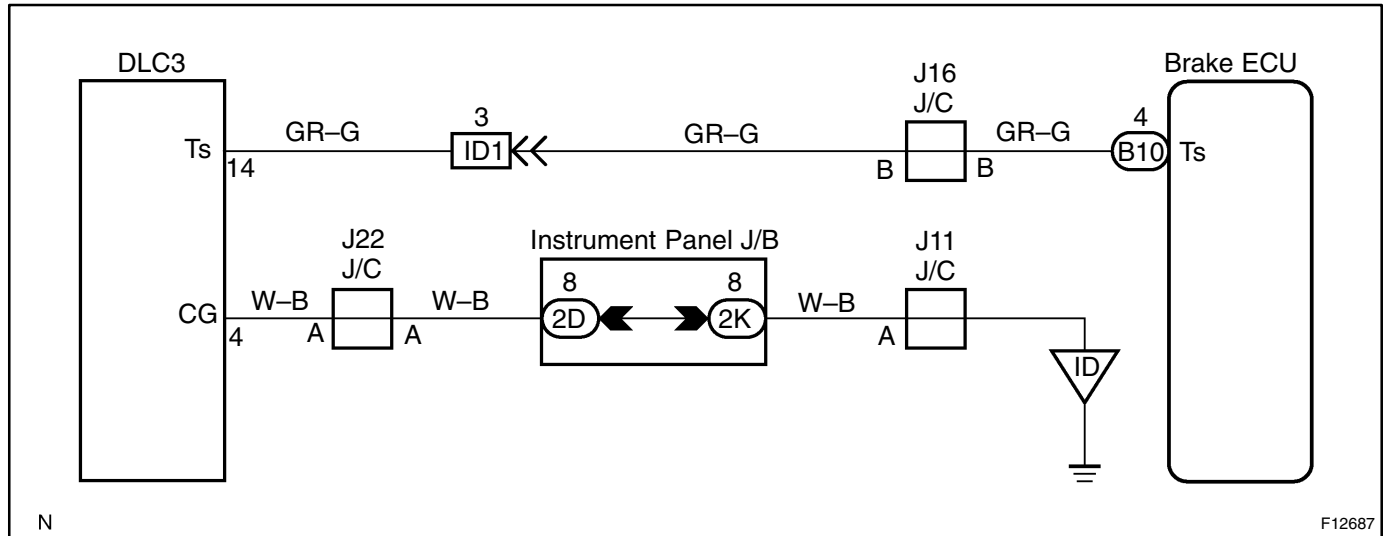 DLC3
J16
J/C
Brake ECU
Ts
14
GR–G
3
ID1
GR–G
B
B
GR–G
4
B10
Ts
J22
J/C
Instrument Panel J/B
J11
J/C
CG
4
W–B
A
A
W–B
8
2D
8
2K
W–B
A
ID
N
F12687